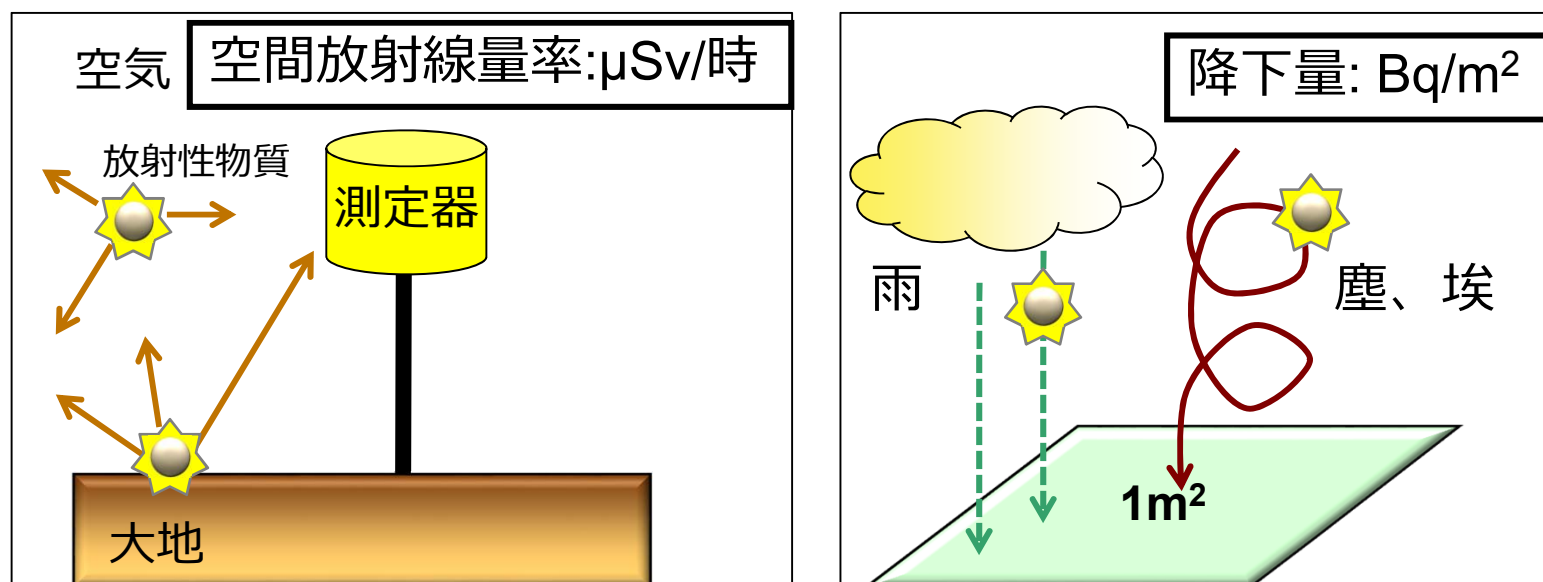 空気
空間放射線量率:μSv/時
放射性物質
測定器
大地
降下量: Bq/m²
雨
塵、埃
1m²